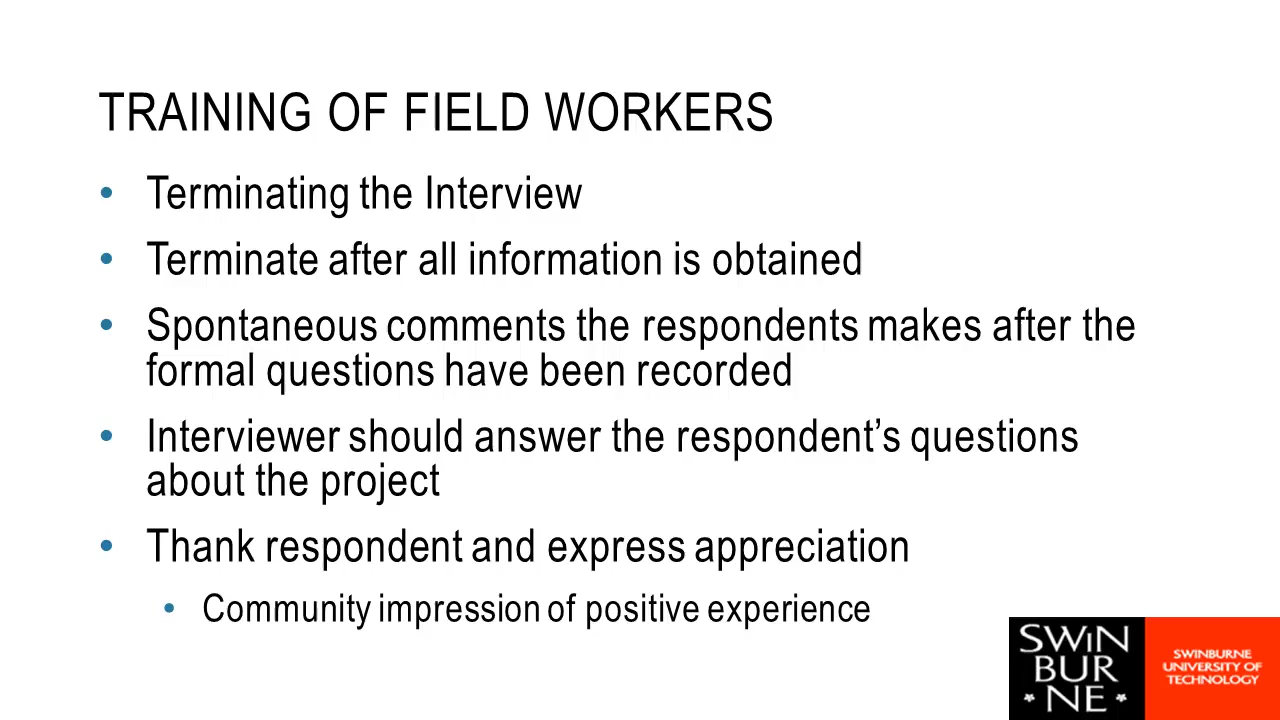 TRAINING OF FIELD WORKERS
• Terminating the Interview
• Terminate after all information is obtained
• Spontaneous comments the respondents makes after the
formal questions have been recorded
• Interviewer should answer the respondent’s questions
about the project
• Thank respondent and express appreciation
• Community impression of positive experience
SWiN
BUR
* NE *
SWINBURNE
UNIVERSITY OF
TECHNOLOGY